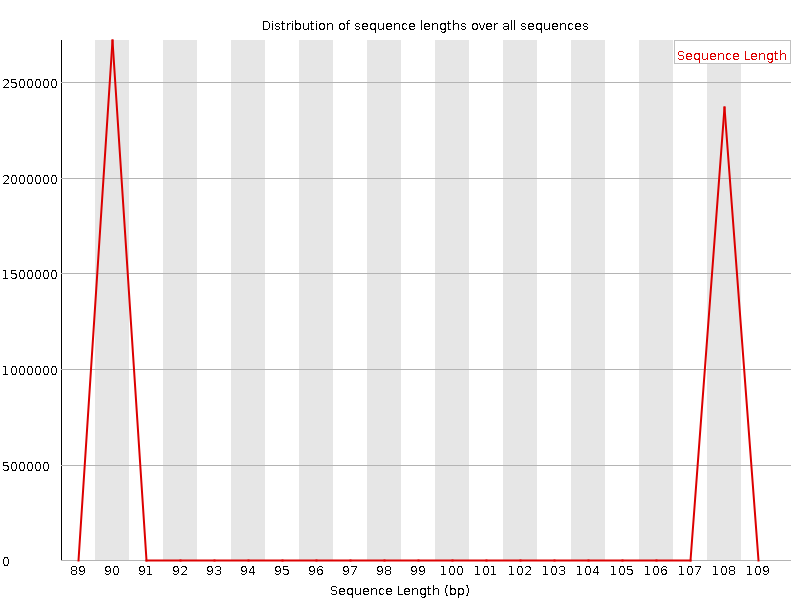 Distribution of sequence lengths over all sequences
Sequence Length
2500000
2000000
1500000
1000000
500000
0
89 90 91 92 93 94 95 96 97 98 99 100 101 102 103 104 105 106 107 108 109
Sequence Length (bp)